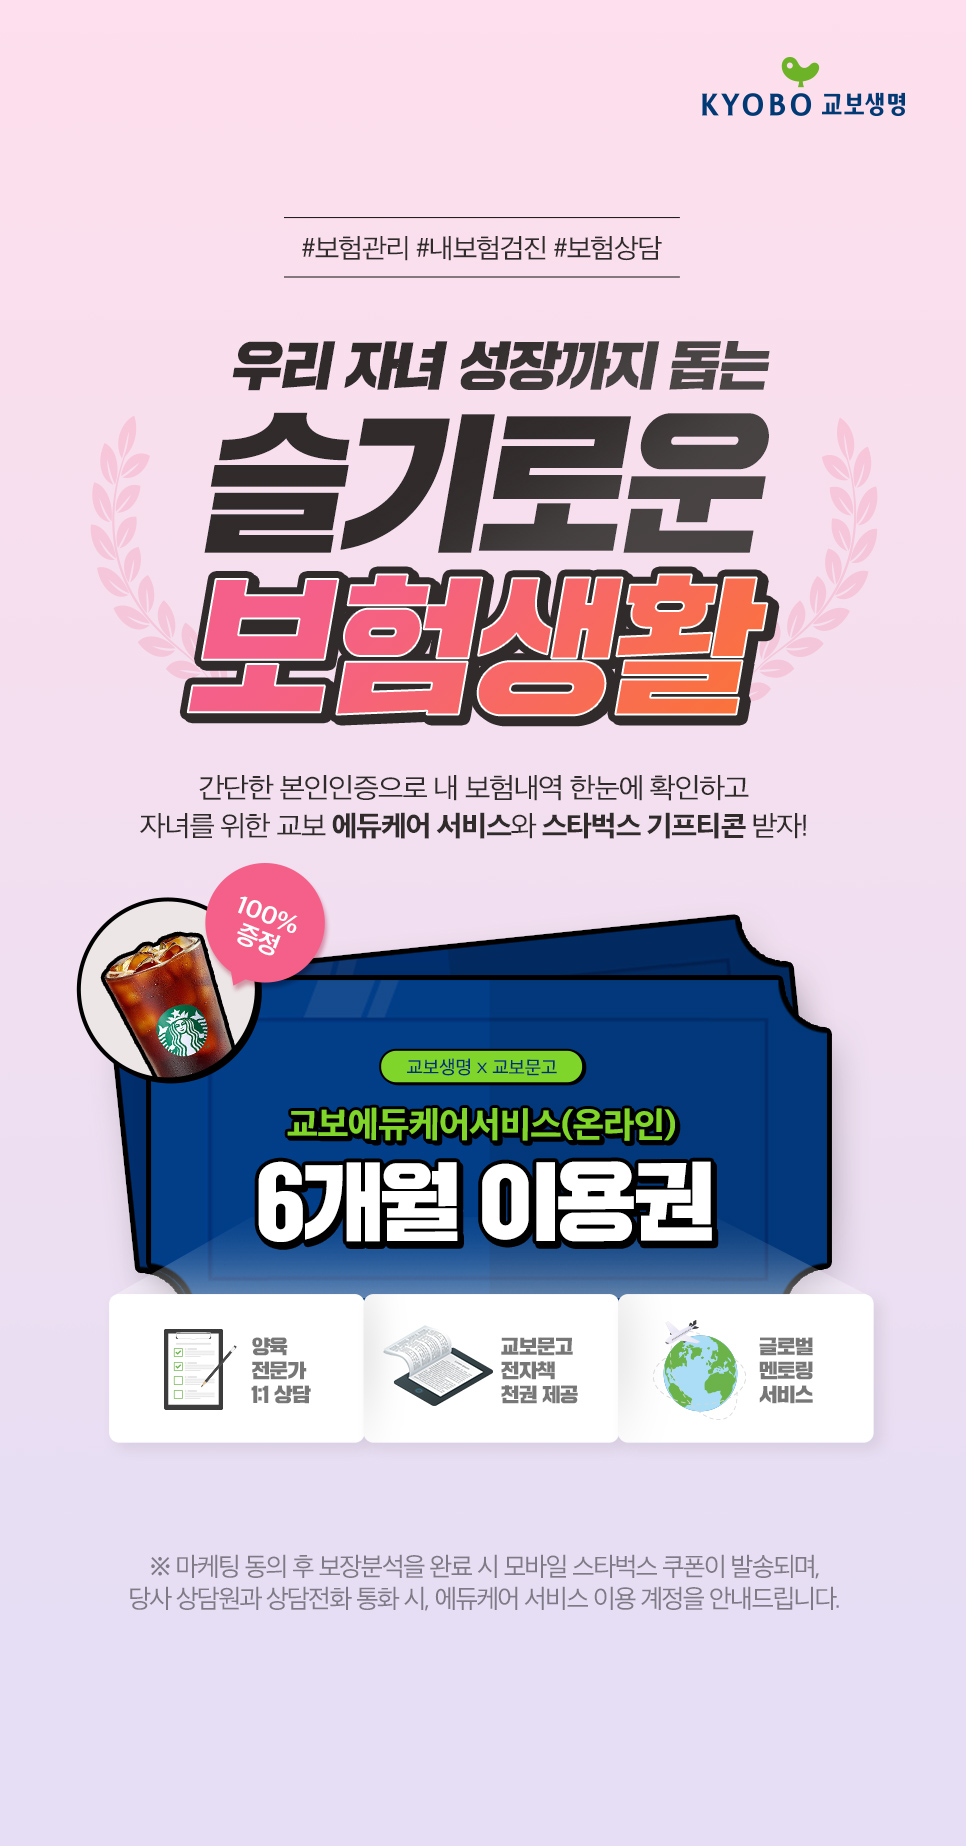 KYOBO 교보생명
#보험관리 #내보험검진 #보험상담
우리 자녀 성장까지 돕는
슬기로운
보험생활
간단한 본인인증으로 내 보험내역 한눈에 확인하고
자녀를 위한 교보 에듀케어 서비스와 스타벅스 기프티콘 받자!
100%
증정
교보생명 x 교보문고
교보에듀케어서비스(온라인)
6개월 이용권
양육
전문가
1:1 상담
교보문고
전자책
천권 제공
글로벌
멘토링
서비스
※ 마케팅 동의 후 보장분석을 완료 시 모바일 스타벅스 쿠폰이 발송되며,
당사 상담원과 상담전화 통화 시, 에듀케어 서비스 이용 계정을 안내드립니다.